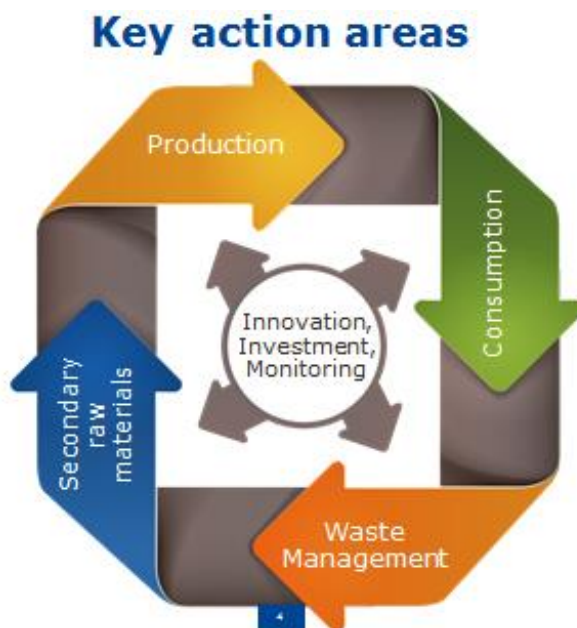 Key action areas
Production
Consumption
Innovation,
Investment,
Monitoring
Secondary
raw
materials
Waste
Management
4